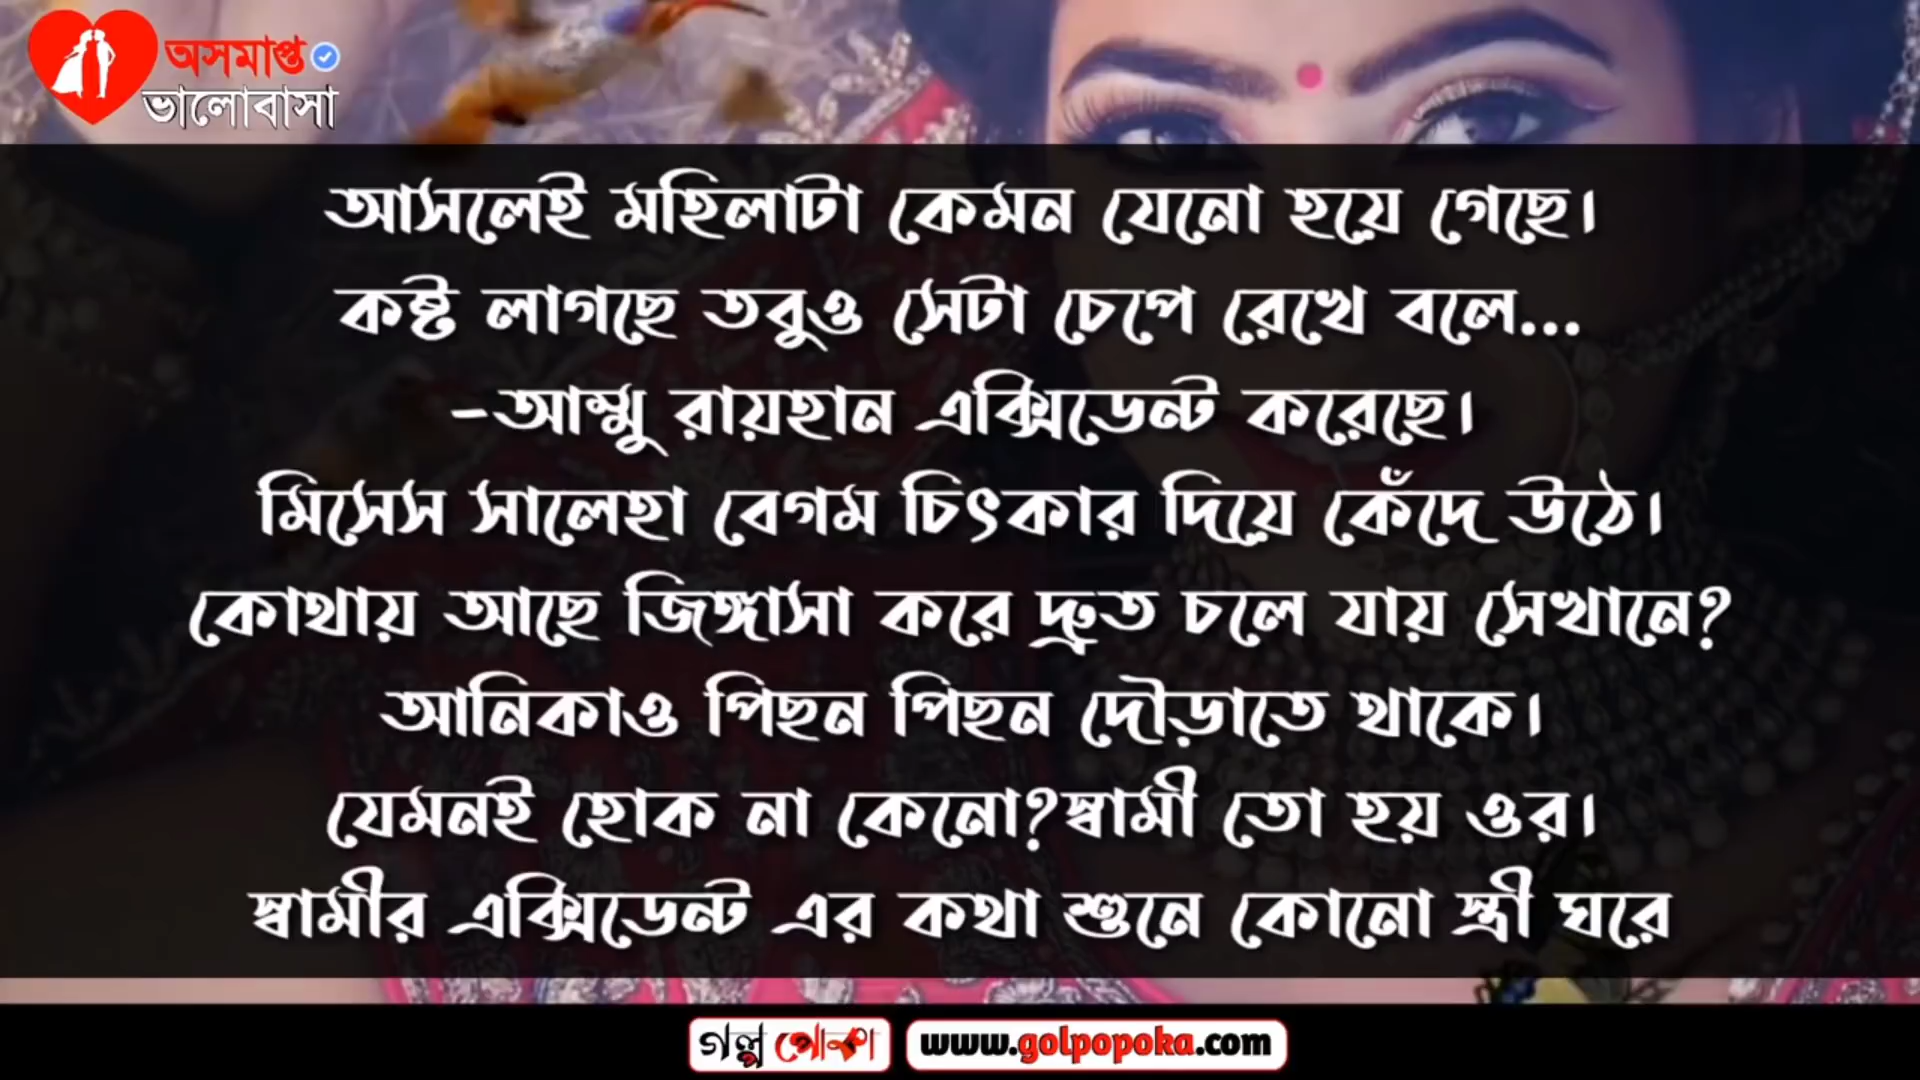 অসমাপ্ত
ভালোবাসা
আসলেই মহিলাটা কেমন যেনো হয়ে গেছে।
কষ্ট লাগছে তবুও সেটা চেপে রেখে বলে...
-আম্মু রায়হান এক্সিডেন্ট করেছে।
মিসেস সালেহা বেগম চিৎকার দিয়ে কেঁদে উঠে।
কোথায় আছে জিঙ্গাসা করে দ্রুত চলে যায় সেখানে?
আনিকাও পিছন পিছন দৌড়াতে থাকে।
যেমনই হোক না কেনো?স্বামী তো হয় ওর।
স্বামীর এক্সিডেন্ট এর কথা শুনে কোনো স্ত্রী ঘরে
গল্প পোকা
www.golpopoka.com